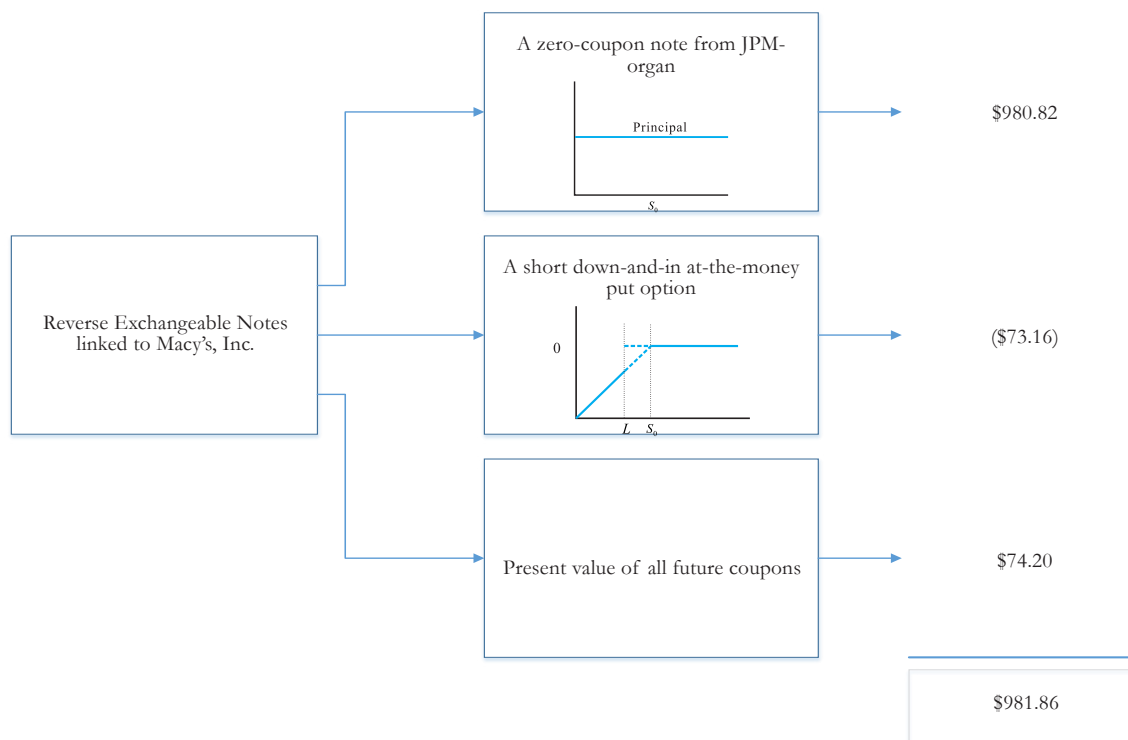 A zero-coupon note from JPM-
organ
Principal
S₀
$980.82
Reverse Exchangeable Notes
linked to Macy's, Inc.
A short down-and-in at-the-money
put option
0
L S₀
($73.16)
Present value of all future coupons
$74.20
$981.86